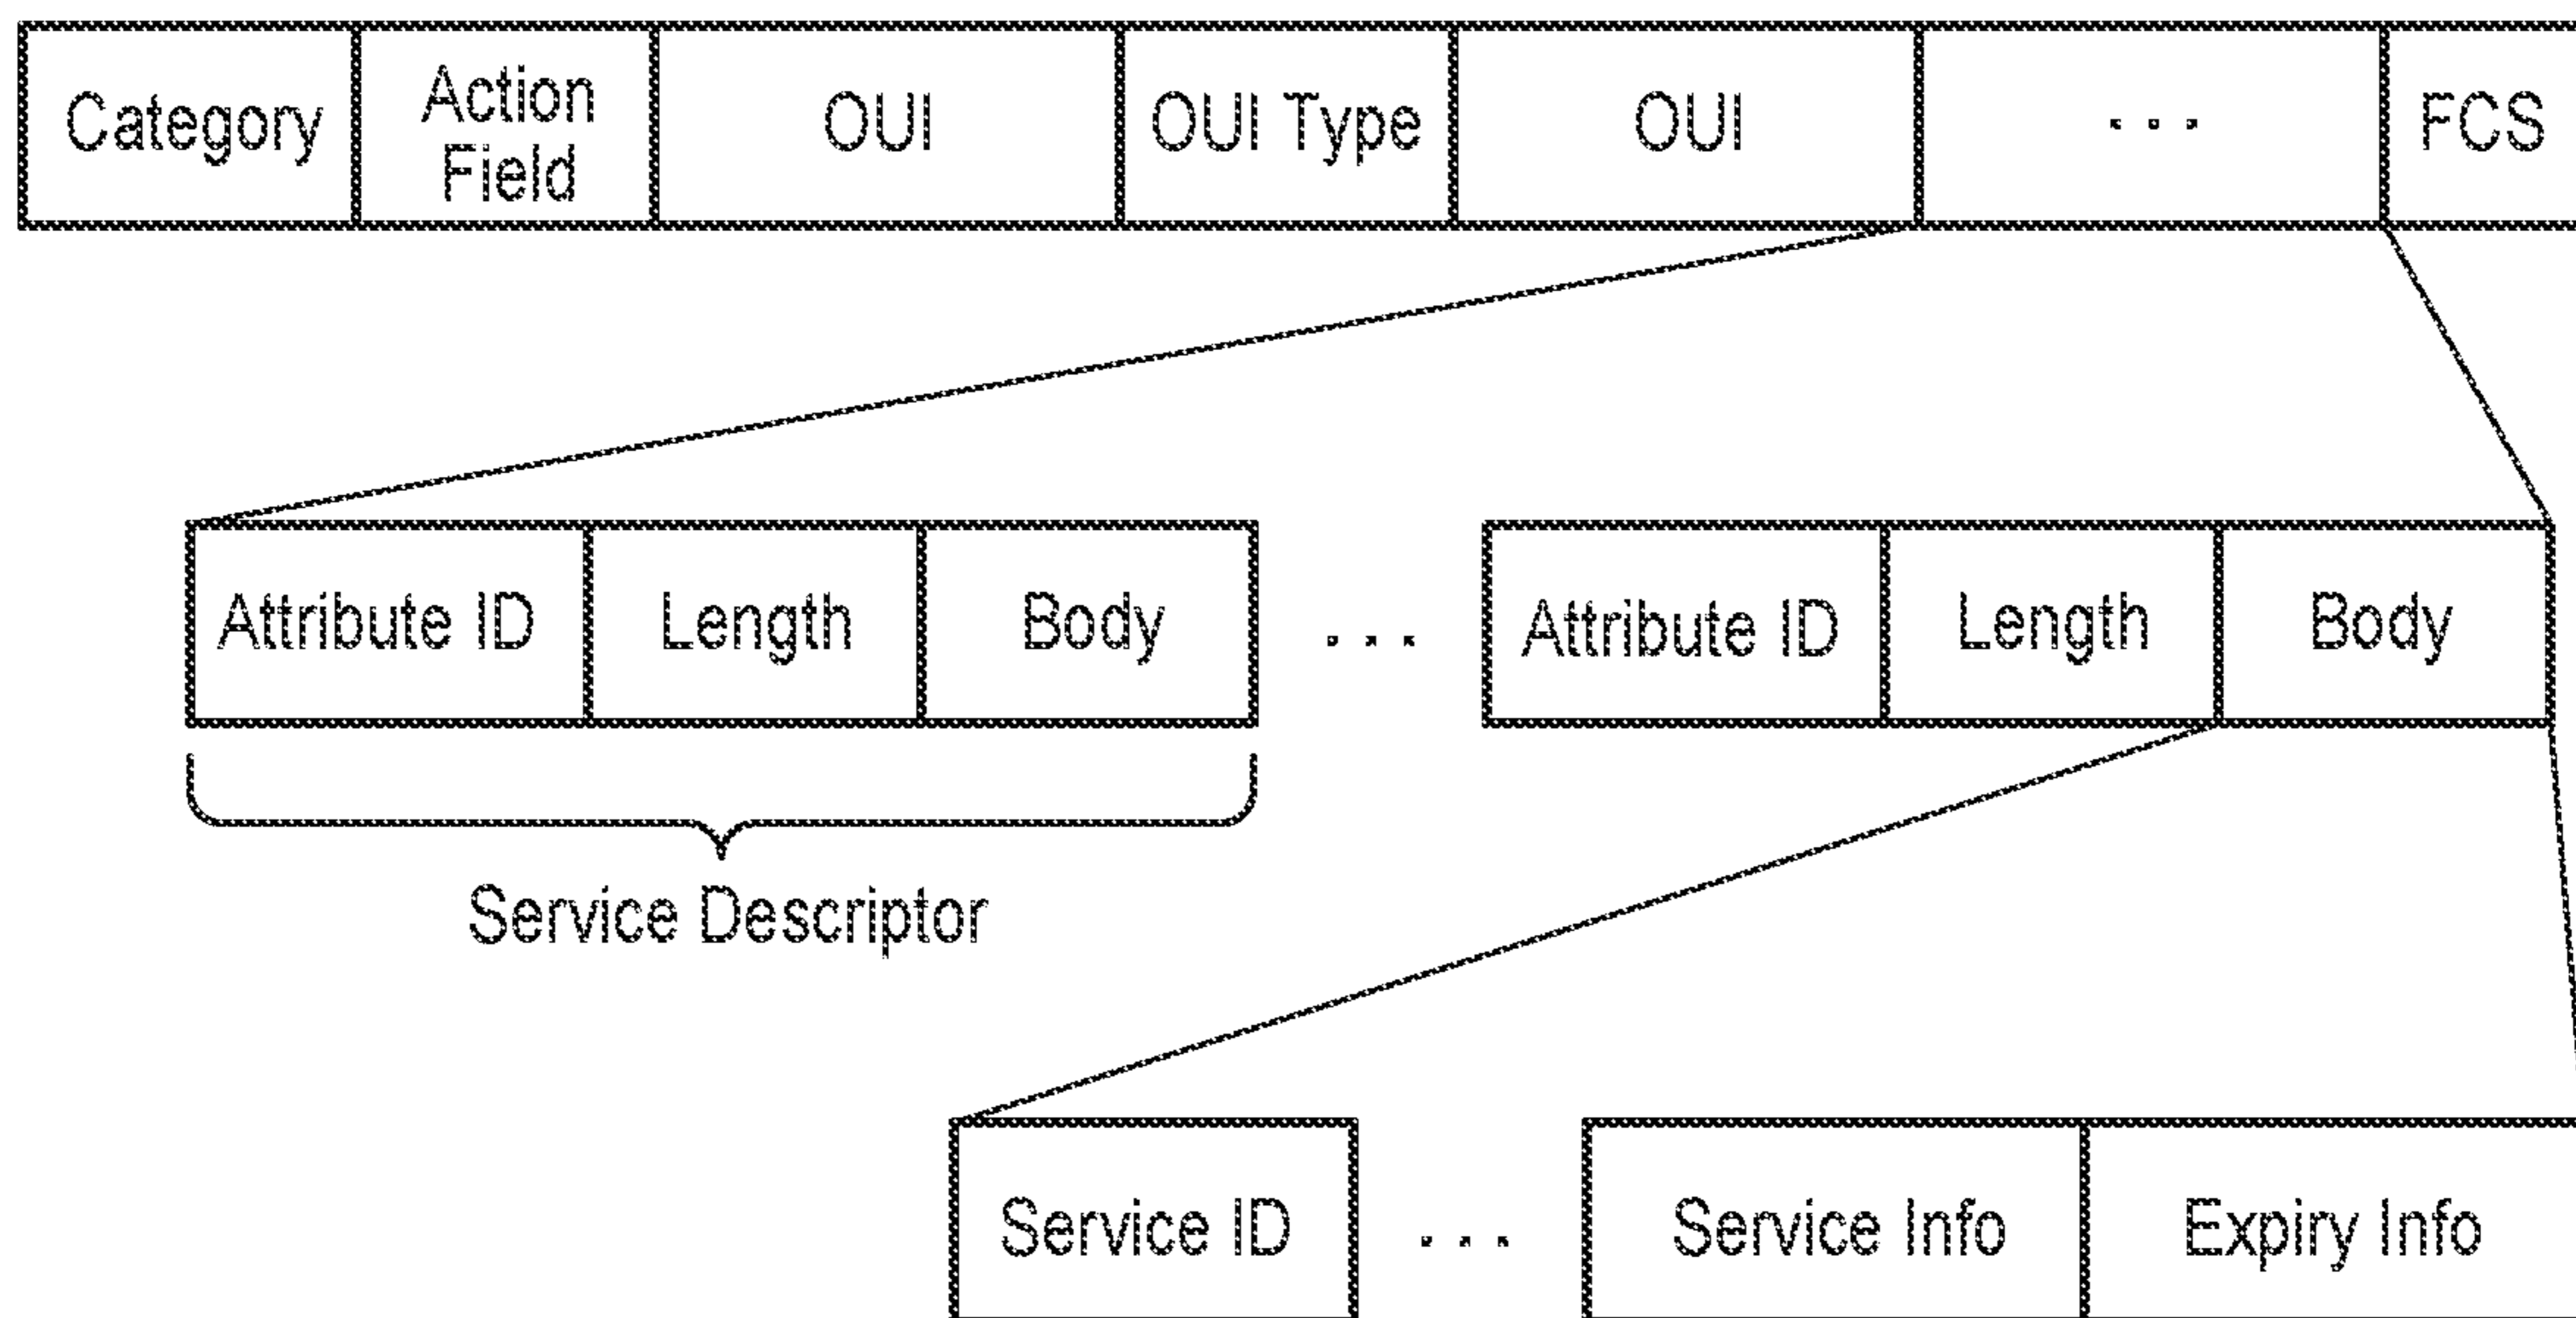 Category Action Field OUI OUI Type OUI ... FCS
Attribute ID Length Body ... Attribute ID Length Body
Service Descriptor
Service ID ... Service Info Expiry Info